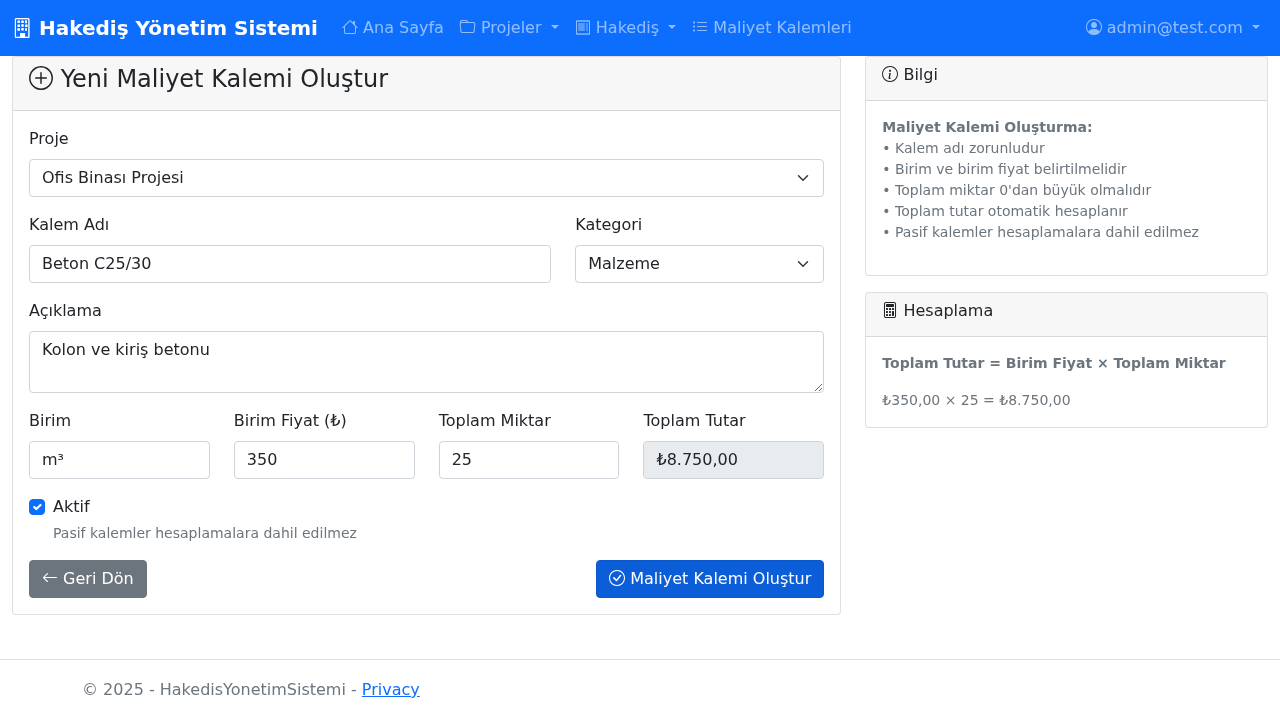 Hakediş Yönetim Sistemi
Ana Sayfa
Projeler
Hakediş
Maliyet Kalemleri
admin@test.com
Yeni Maliyet Kalemi Oluştur
Proje
Ofis Binası Projesi
Kalem Adı
Kategori
Beton C25/30
Malzeme
Açıklama
Kolon ve kiriş betonu
Birim
Birim Fiyat (₺)
Toplam Miktar
Toplam Tutar
m³
350
25
₺8.750,00
Aktif
Pasif kalemler hesaplamalara dahil edilmez
Geri Dön
Maliyet Kalemi Oluştur
Bilgi
Maliyet Kalemi Oluşturma:
• Kalem adı zorunludur
• Birim ve birim fiyat belirtilmelidir
• Toplam miktar 0'dan büyük olmalıdır
• Toplam tutar otomatik hesaplanır
• Pasif kalemler hesaplamalara dahil edilmez
Hesaplama
Toplam Tutar = Birim Fiyat × Toplam Miktar
₺350,00 × 25 = ₺8.750,00
© 2025 - HakedisYonetimSistemi - Privacy